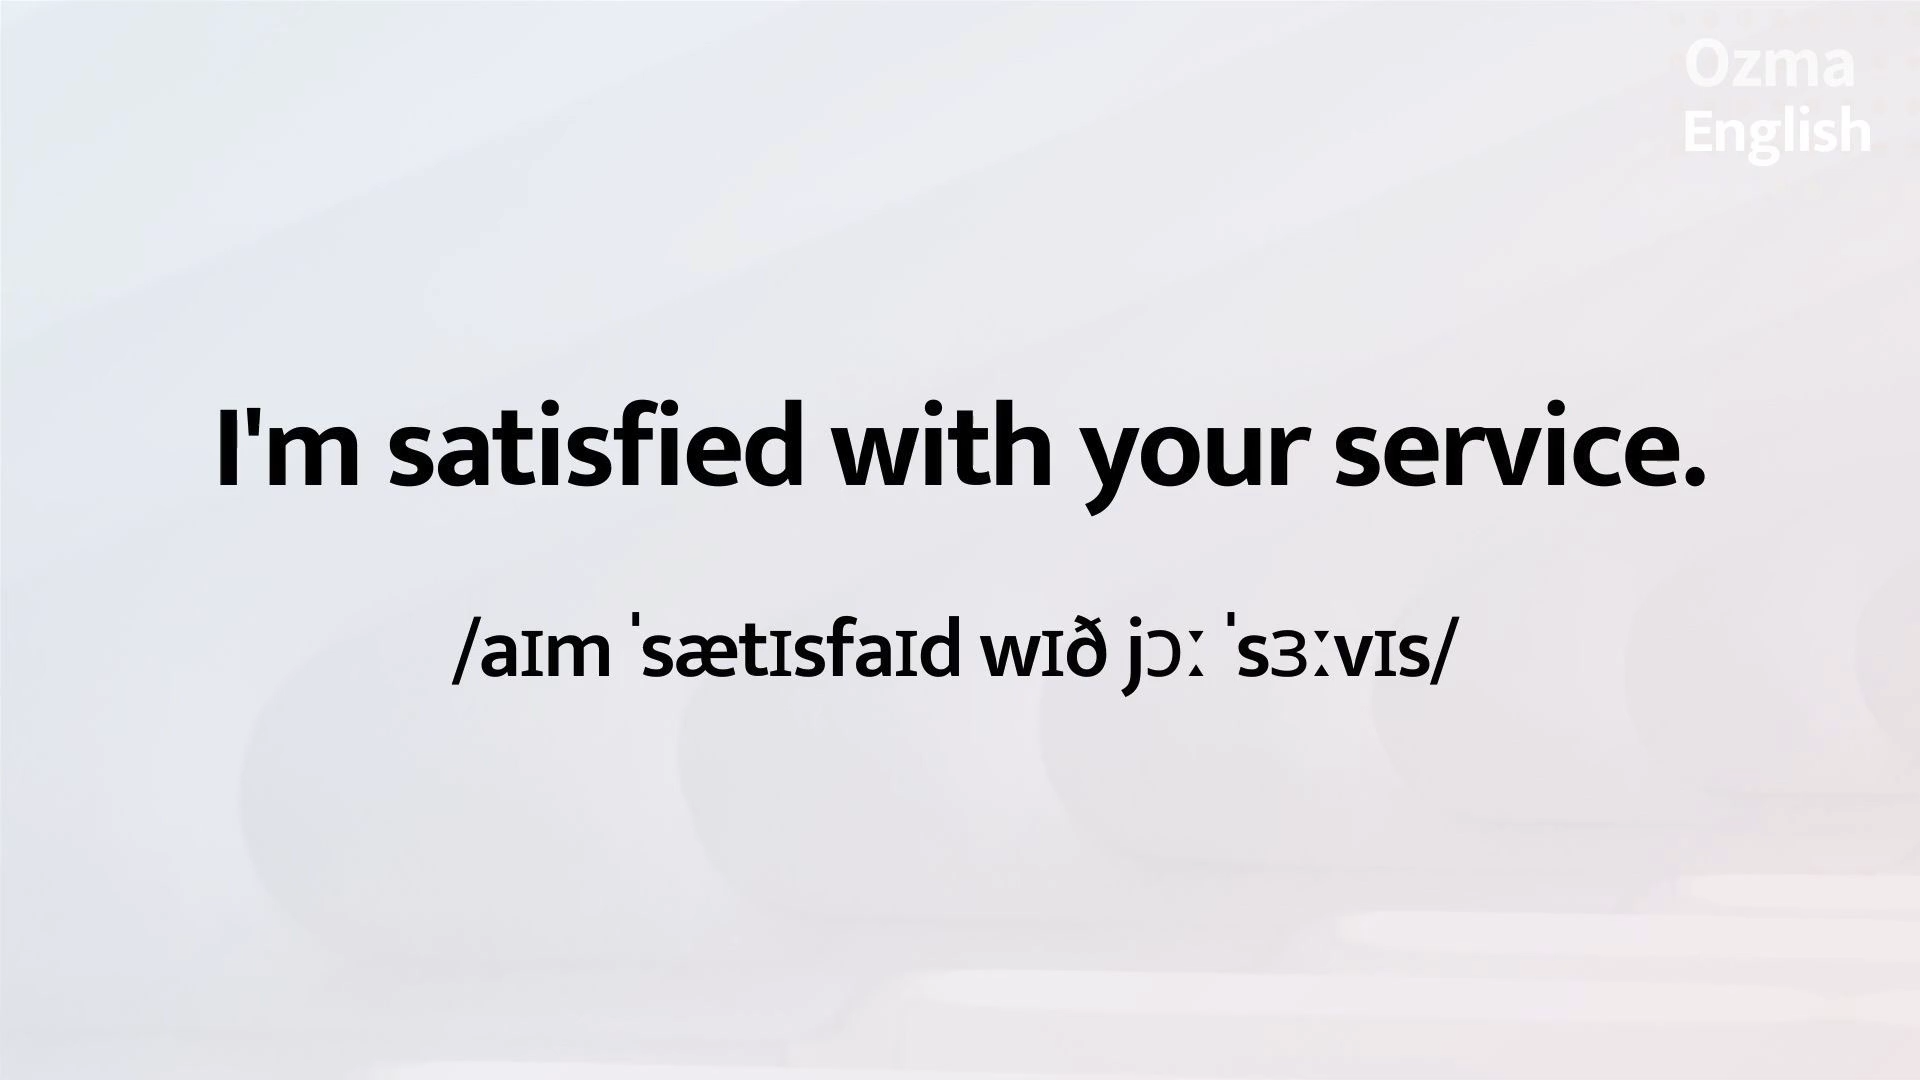 Ozma
English
I'm satisfied with your service.
/aɪm ˈsætɪsfaɪd wɪð jɔː ˈsɜːvɪs/